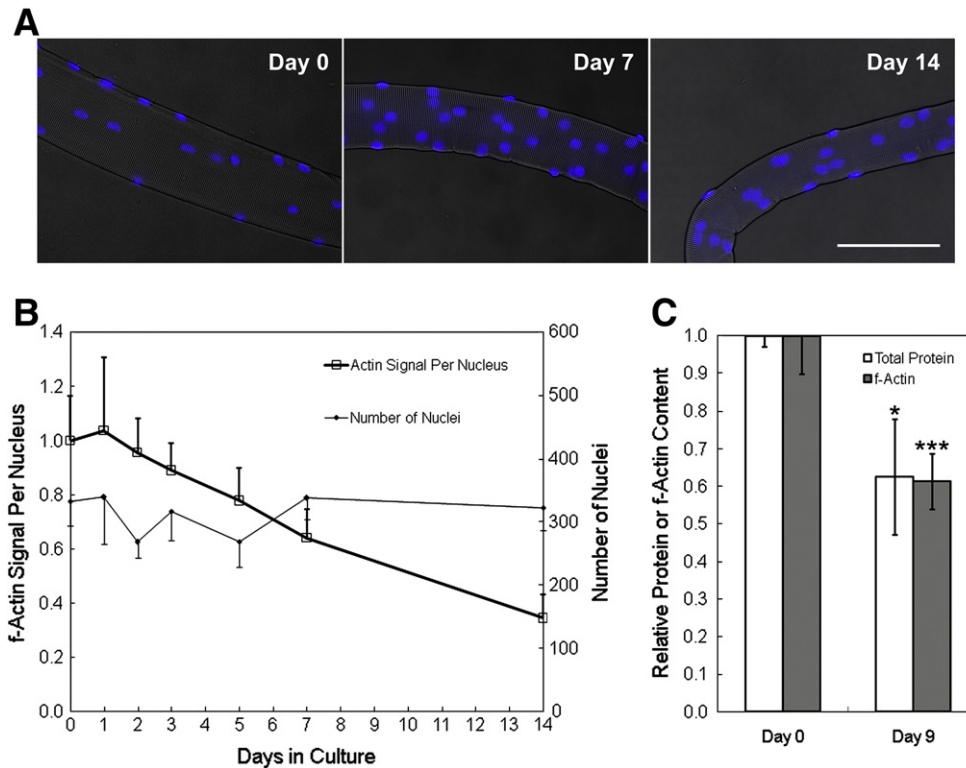 A
Day 0
Day 7
Day 14
B
f-Actin Signal Per Nucleus
1.4
1.2
1.0
0.8
0.6
0.4
0.2
0.0
Actin Signal Per Nucleus
Number of Nuclei
600
500
400
300
200
100
0
Number of Nuclei
0 1 2 3 4 5 6 7 8 9 10 11 12 13 14
Days in Culture
C
Relative Protein or f-Actin Content
1.0
0.9
0.8
0.7
0.6
0.5
0.4
0.3
0.2
0.1
0.0
Total Protein
f-Actin
*
***
Day 0
Day 9